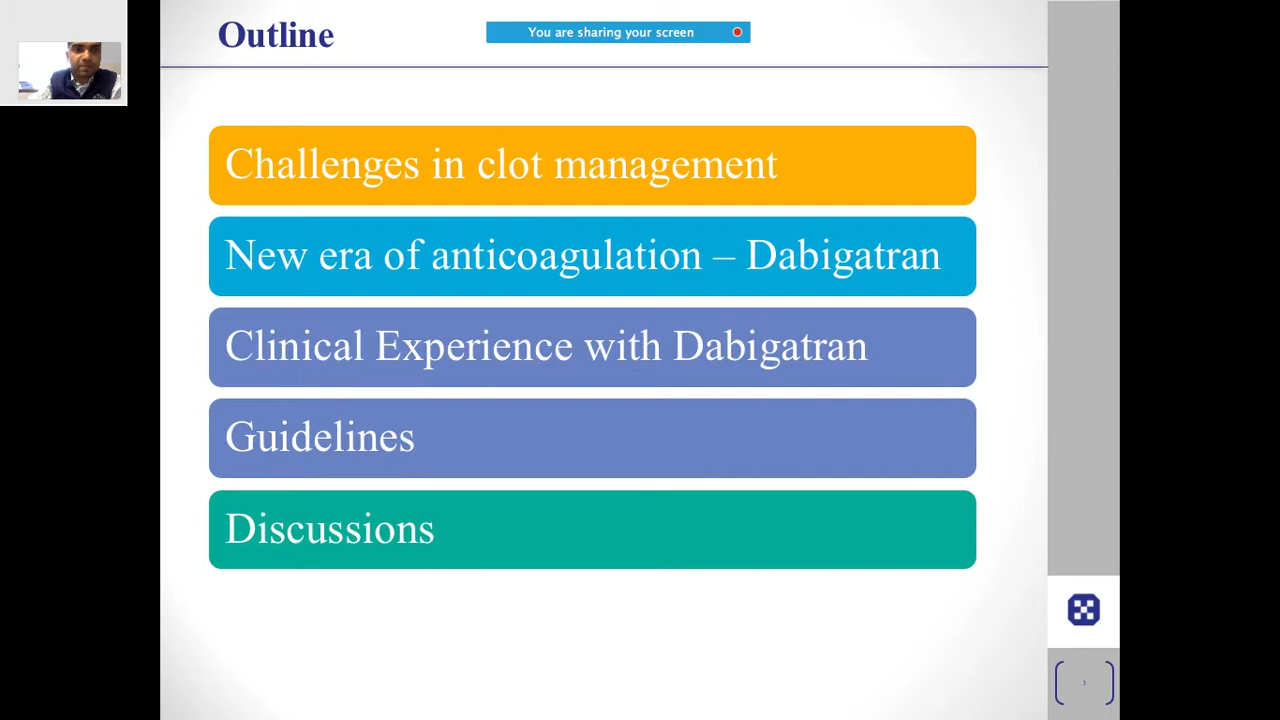 Outline
You are sharing your screen
Challenges in clot management
New era of anticoagulation – Dabigatran
Clinical Experience with Dabigatran
Guidelines
Discussions